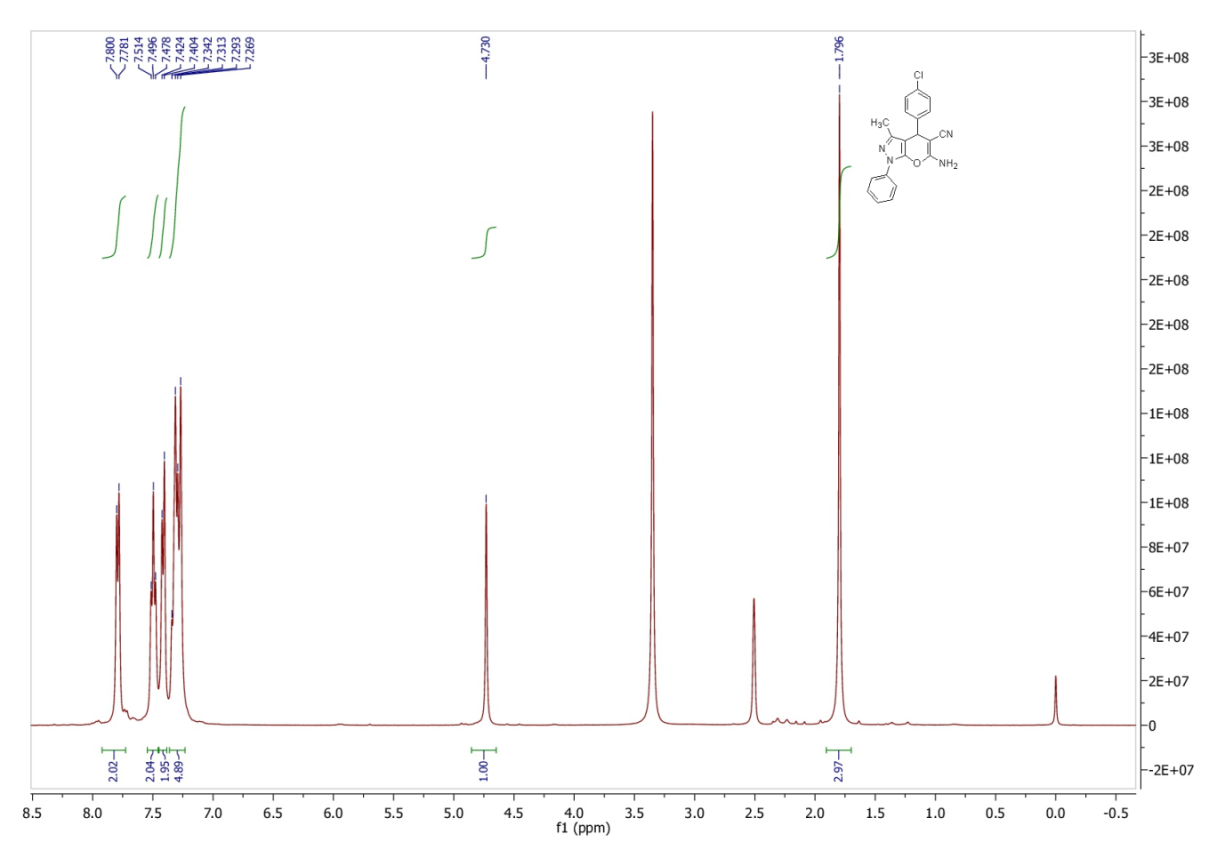 7.800
7.781
7.514
7.496
7.478
7.424
7.404
7.342
7.313
7.293
7.269
4.730
1.796
Cl
H₃C
CN
N
N
O
NH₂
3E+08
3E+08
3E+08
2E+08
2E+08
2E+08
2E+08
2E+08
1E+08
1E+08
1E+08
8E+07
6E+07
4E+07
2E+07
0
-2E+07
2.02
2.04
1.95
4.89
1.00
2.97
8.5 8.0 7.5 7.0 6.5 6.0 5.5 5.0 4.5 4.0 3.5 3.0 2.5 2.0 1.5 1.0 0.5 0.0 -0.5
f1 (ppm)